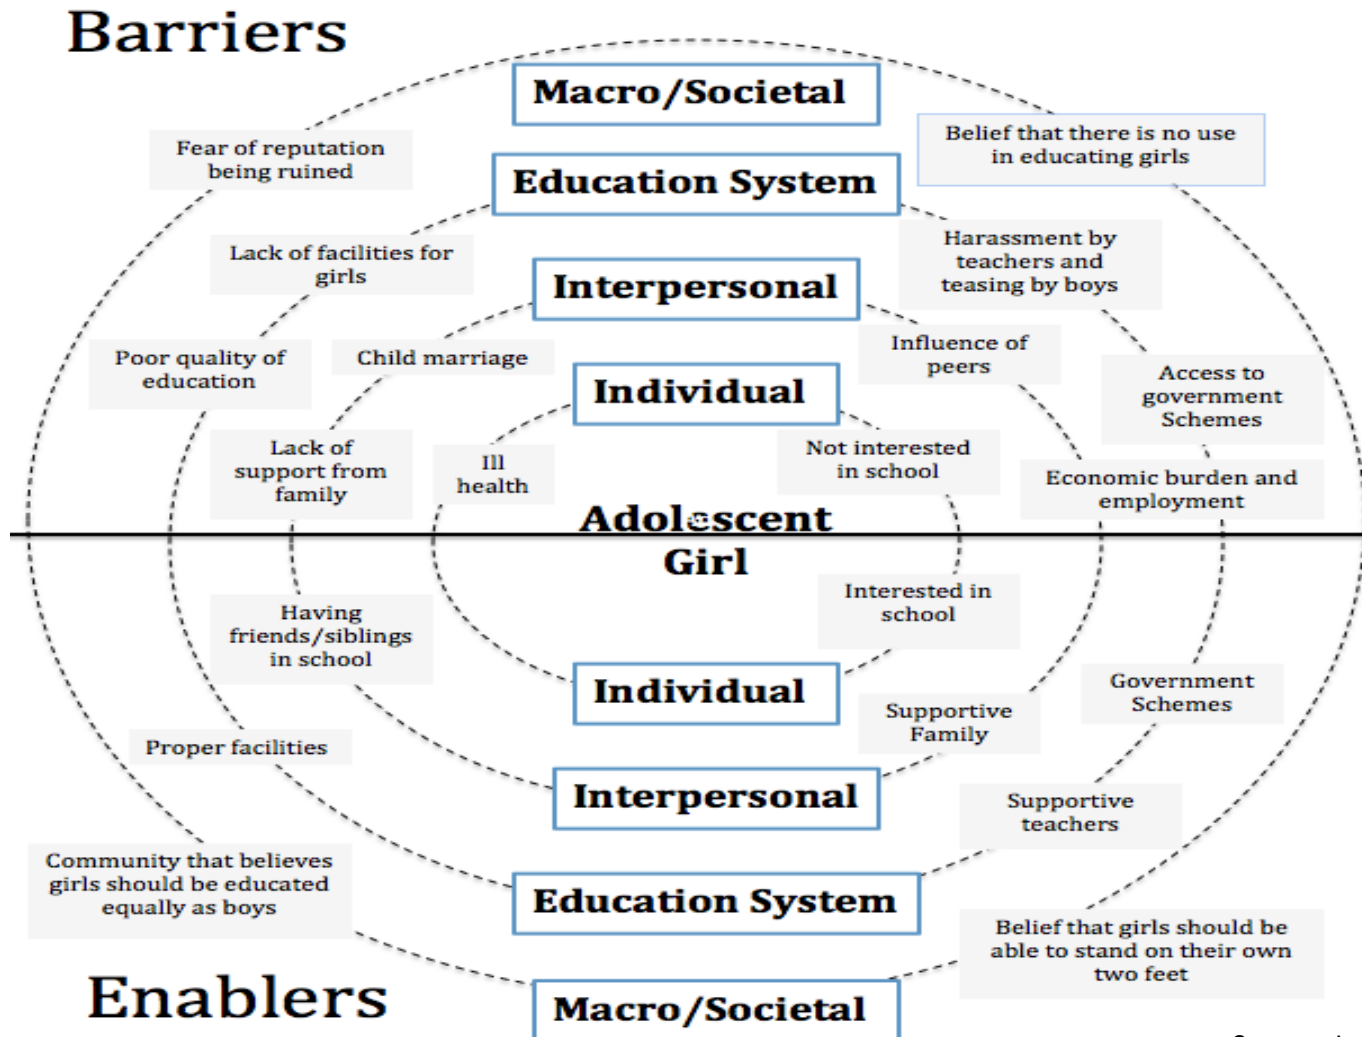 Barriers
Macro/Societal
Fear of reputation
being ruined
Belief that there is no use
in educating girls
Education System
Lack of facilities for
girls
Harassment by
teachers and
teasing by boys
Interpersonal
Poor quality of
education
Child marriage
Influence of
peers
Individual
Access to
government
Schemes
Lack of
support from
family
Ill
health
Not interested
in school
Economic burden and
employment
Adolescent
Girl
Having
friends/siblings
in school
Interested in
school
Individual
Government
Schemes
Supportive
Family
Proper facilities
Interpersonal
Supportive
teachers
Community that believes
girls should be educated
equally as boys
Education System
Belief that girls should be
able to stand on their own
two feet
Enablers
Macro/Societal